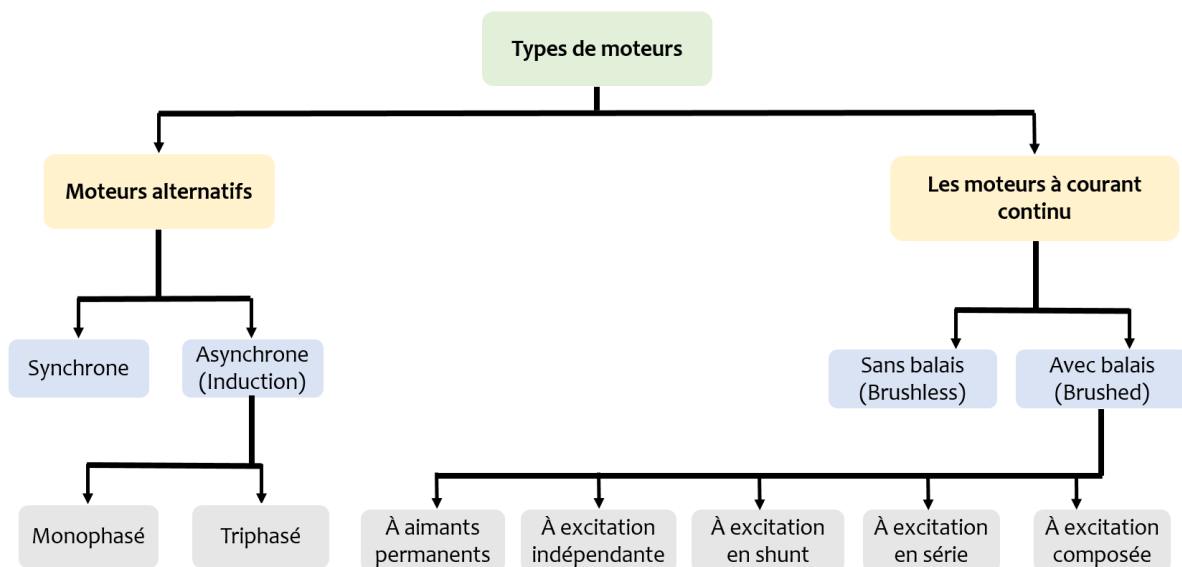 Types de moteurs
Moteurs alternatifs
Les moteurs à courant
continu
Synchrone
Asynchrone
(Induction)
Sans balais
(Brushless)
Avec balais
(Brushed)
Monophasé
Triphasé
À aimants
permanents
À excitation
indépendante
À excitation
en shunt
À excitation
en série
À excitation
composée